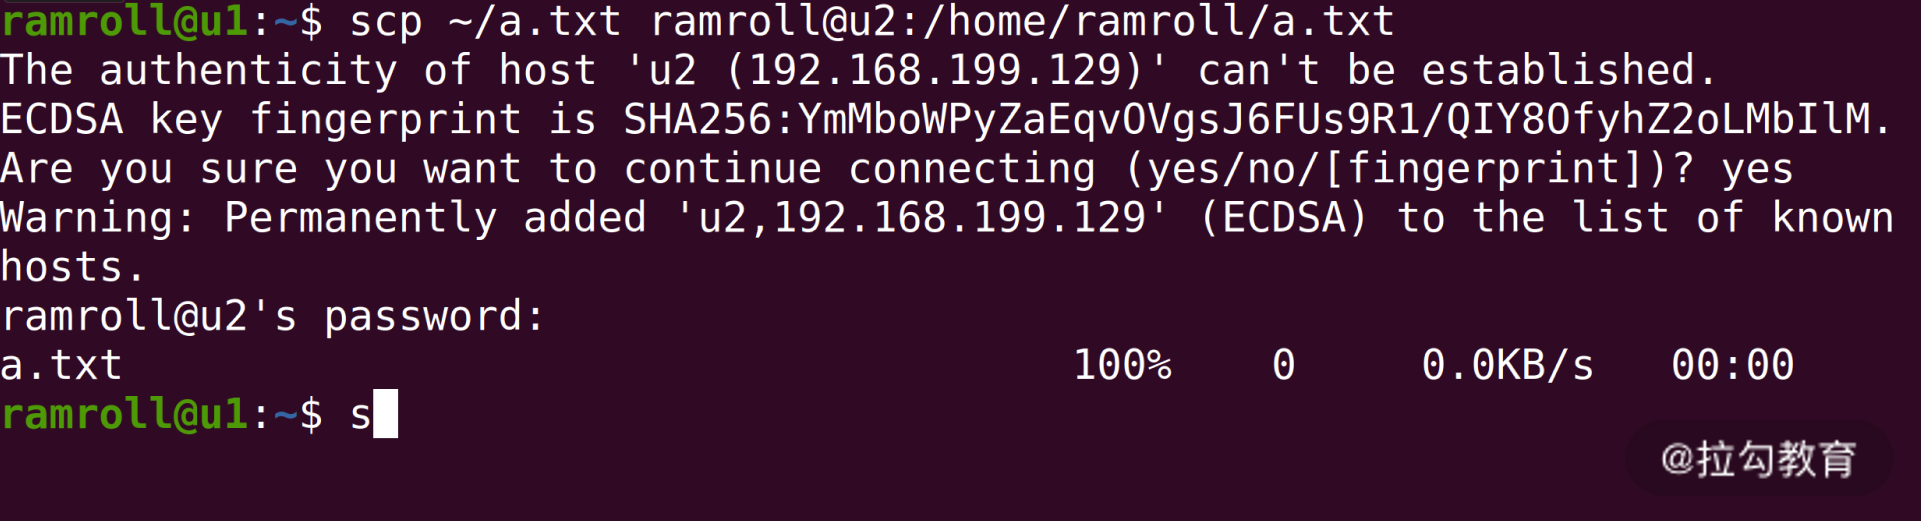 ramroll@u1:~$ scp ~/a.txt ramroll@u2:/home/ramroll/a.txt
The authenticity of host 'u2 (192.168.199.129)' can't be established.
ECDSA key fingerprint is SHA256:YmMboWPyZaEqvOVgsJ6FUs9R1/QIY8OfyhZ2oLMbIlM.
Are you sure you want to continue connecting (yes/no/[fingerprint])? yes
Warning: Permanently added 'u2,192.168.199.129' (ECDSA) to the list of known
hosts.
ramroll@u2's password:
a.txt 100% 0 0.0KB/s 00:00
ramroll@u1:~$ s
@拉勾教育